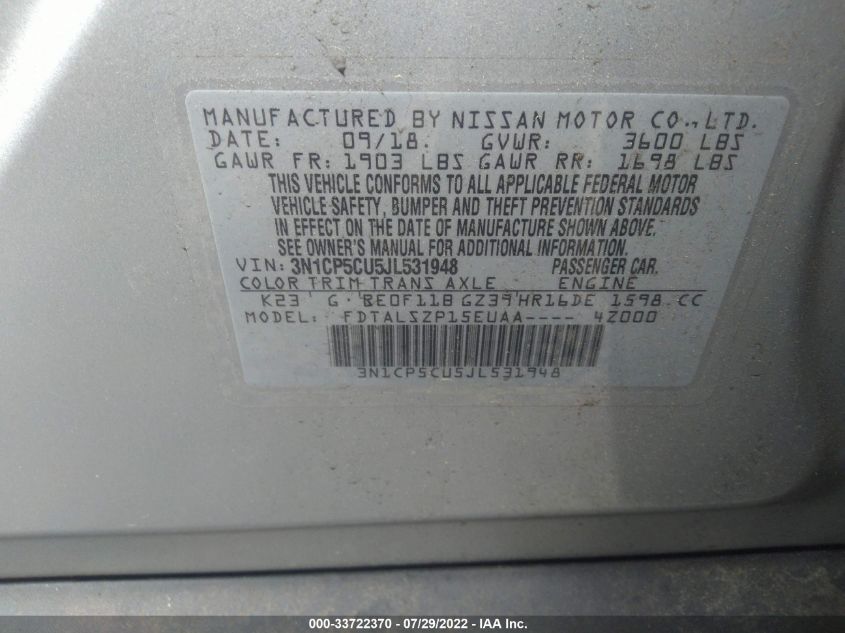 MANUFACTURED BY NISSAN MOTOR CO., LTD.
DATE: 09/18. GVWR: 3600 LBS
GAWR FR: 1903 LBS GAWR RR: 1698 LBS
THIS VEHICLE CONFORMS TO ALL APPLICABLE FEDERAL MOTOR
VEHICLE SAFETY, BUMPER AND THEFT PREVENTION STANDARDS
IN EFFECT ON THE DATE OF MANUFACTURE SHOWN ABOVE.
SEE OWNER'S MANUAL FOR ADDITIONAL INFORMATION.
VIN: 3N1CP5CU5JL531948 PASSENGER CAR.
COLOR TRIM TRANS AXLE ENGINE
K23 G RE0F11B GZ39 HR16DE 1598 CC
MODEL: FDTALSZP15EUAA---- 4Z000
3N1CP5CU5JL531948
000-33722370 - 07/29/2022 - IAA Inc.